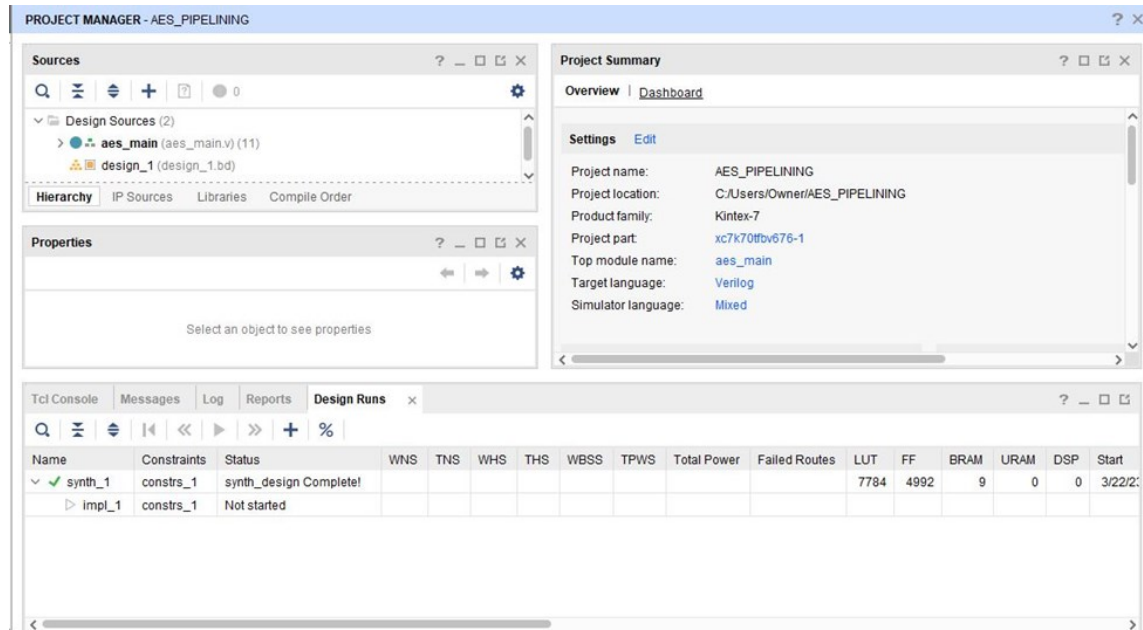 PROJECT MANAGER - AES_PIPELINING
Sources
0
Design Sources (2)
aes_main (aes_main.v) (11)
design_1 (design_1.bd)
Hierarchy IP Sources Libraries Compile Order
Properties
Select an object to see properties
Project Summary
Overview | Dashboard
Settings Edit
Project name: AES_PIPELINING
Project location: C:/Users/Owner/AES_PIPELINING
Product family: Kintex-7
Project part: xc7k70tfbv676-1
Top module name: aes_main
Target language: Verilog
Simulator language: Mixed
Tcl Console Messages Log Reports Design Runs
Name Constraints Status WNS TNS WHS THS WBSS TPWS Total Power Failed Routes LUT FF BRAM URAM DSP Start
synth_1 constrs_1 synth_design Complete! 7784 4992 9 0 0 3/22/2
impl_1 constrs_1 Not started